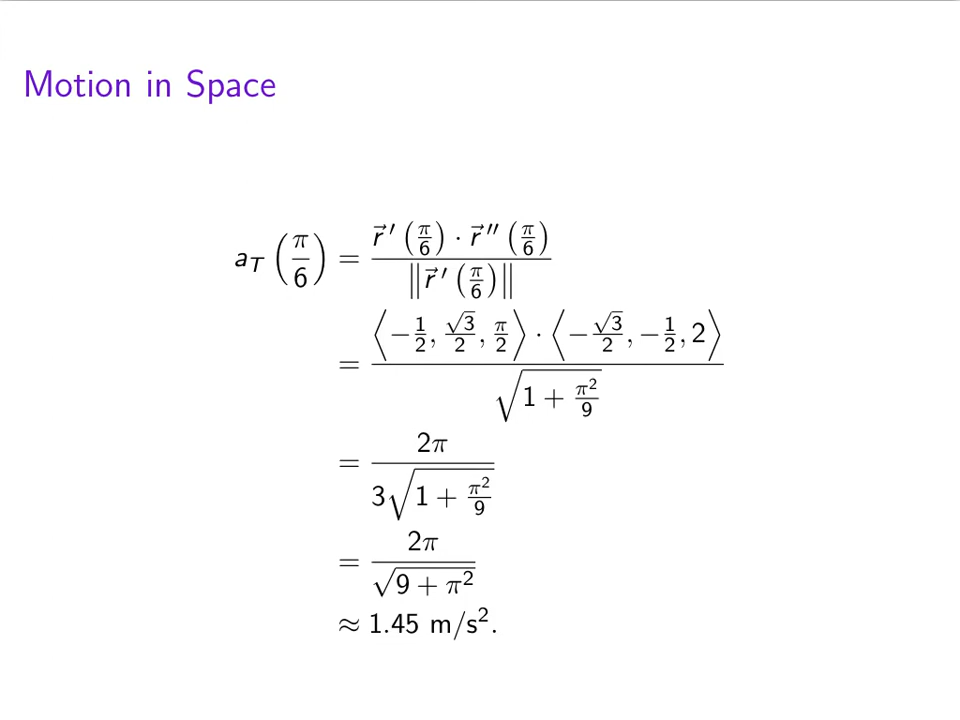 Motion in Space
a_T (π/6) = (r⃗ ′ (π/6) · r⃗ ″ (π/6)) / ‖r⃗ ′ (π/6)‖
= (⟨−1/2, √3/2, π/2⟩ · ⟨−√3/2, −1/2, 2⟩) / √(1 + π²/9)
= 2π / (3√(1 + π²/9))
= 2π / √(9 + π²)
≈ 1.45 m/s².